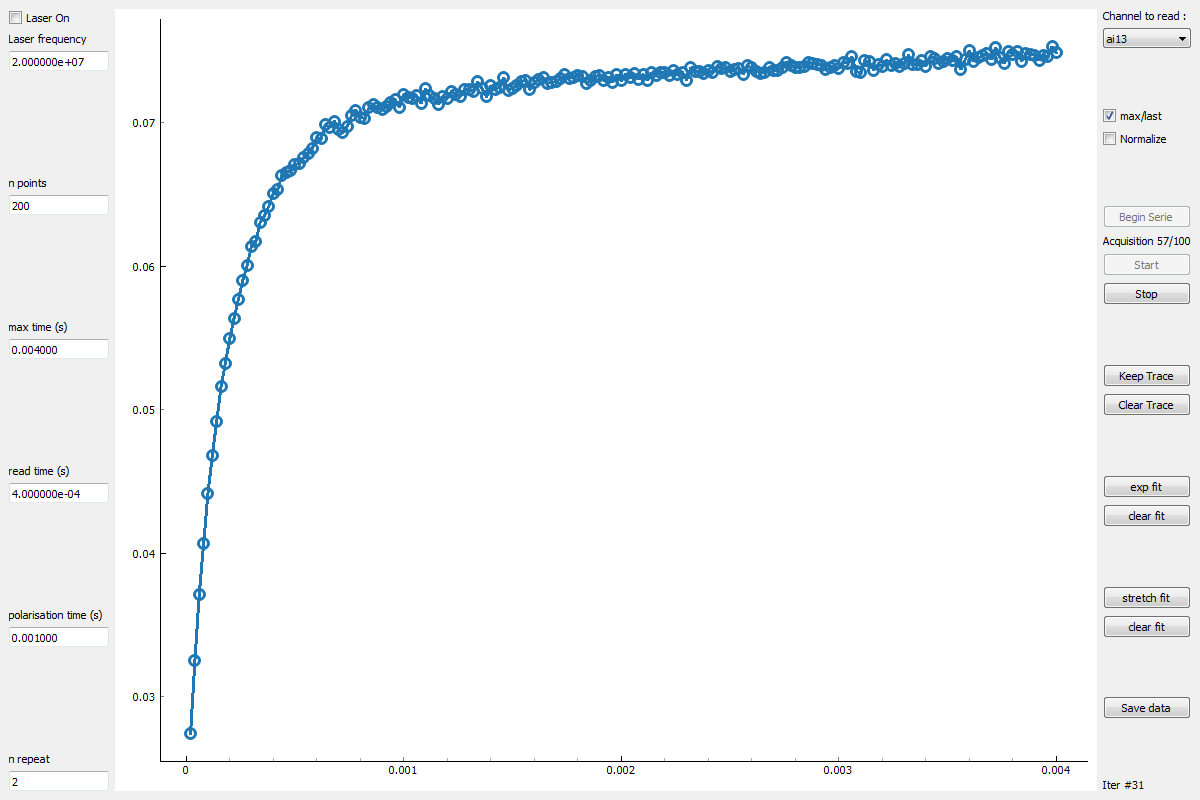 Laser On
Laser frequency
2.000000e+07
n points
200
max time (s)
0.004000
read time (s)
4.000000e-04
polarisation time (s)
0.001000
n repeat
2
0.07
0.06
0.05
0.04
0.03
0
0.001
0.002
0.003
0.004
Channel to read :
ai13
max/last
Normalize
Begin Serie
Acquisition 57/100
Start
Stop
Keep Trace
Clear Trace
exp fit
clear fit
stretch fit
clear fit
Save data
Iter #31